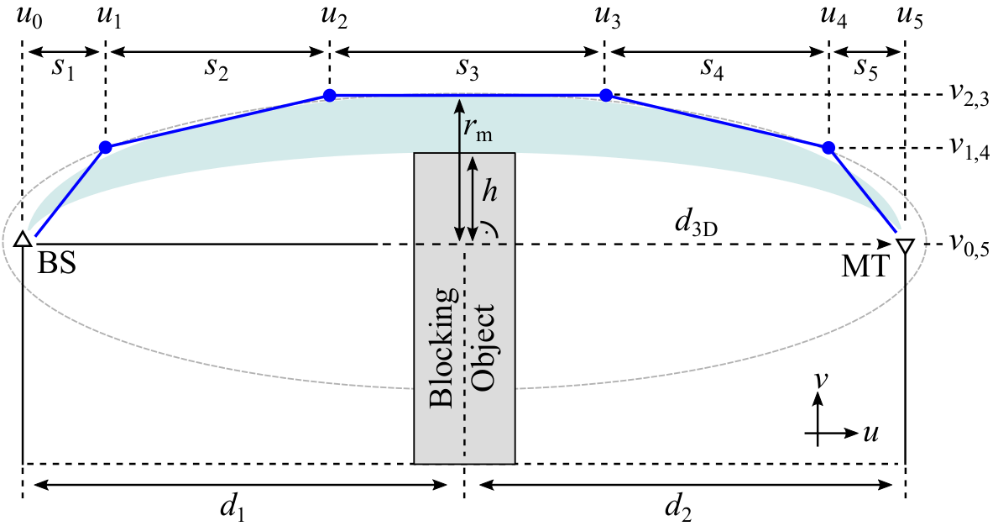 u0 u1 u2 u3 u4 u5
s1 s2 s3 s4 s5
v2,3
rm
v1,4
h
d3D
v0,5
BS
MT
Blocking
Object
v
u
d1 d2